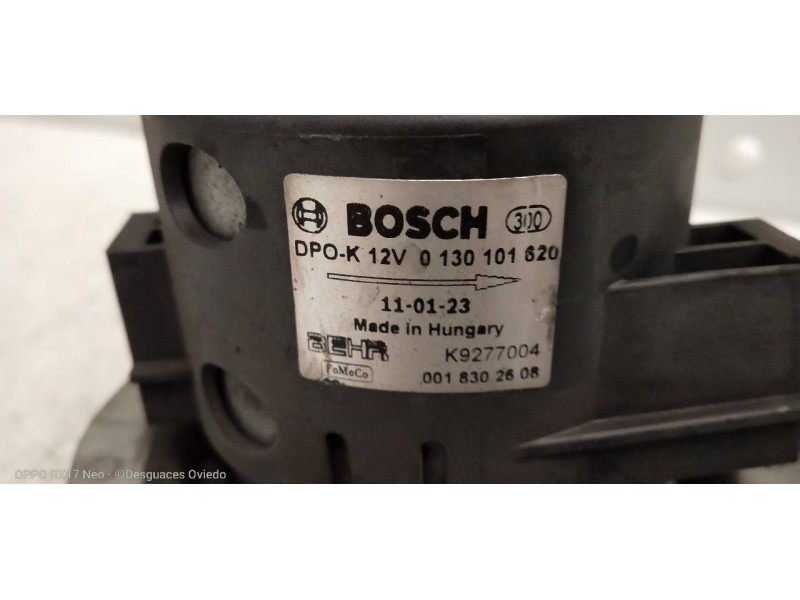 BOSCH 300
DPO-K 12V 0 130 101 620
11-01-23
Made in Hungary
BEHR K9277004
FoMoCo 001 830 26 08
OPPO RX17 Neo - ©Desguaces Oviedo